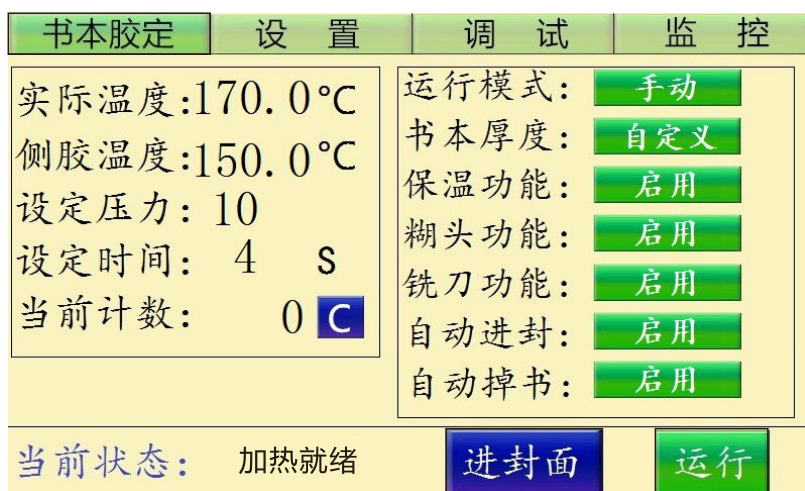 书本胶定 设 置 调 试 监 控
实际温度:170.0℃
侧胶温度:150.0℃
设定压力: 10
设定时间: 4 S
当前计数: 0 C
运行模式: 手动
书本厚度: 自定义
保温功能: 启用
糊头功能: 启用
铣刀功能: 启用
自动进封: 启用
自动掉书: 启用
当前状态: 加热就绪 进封面 运行